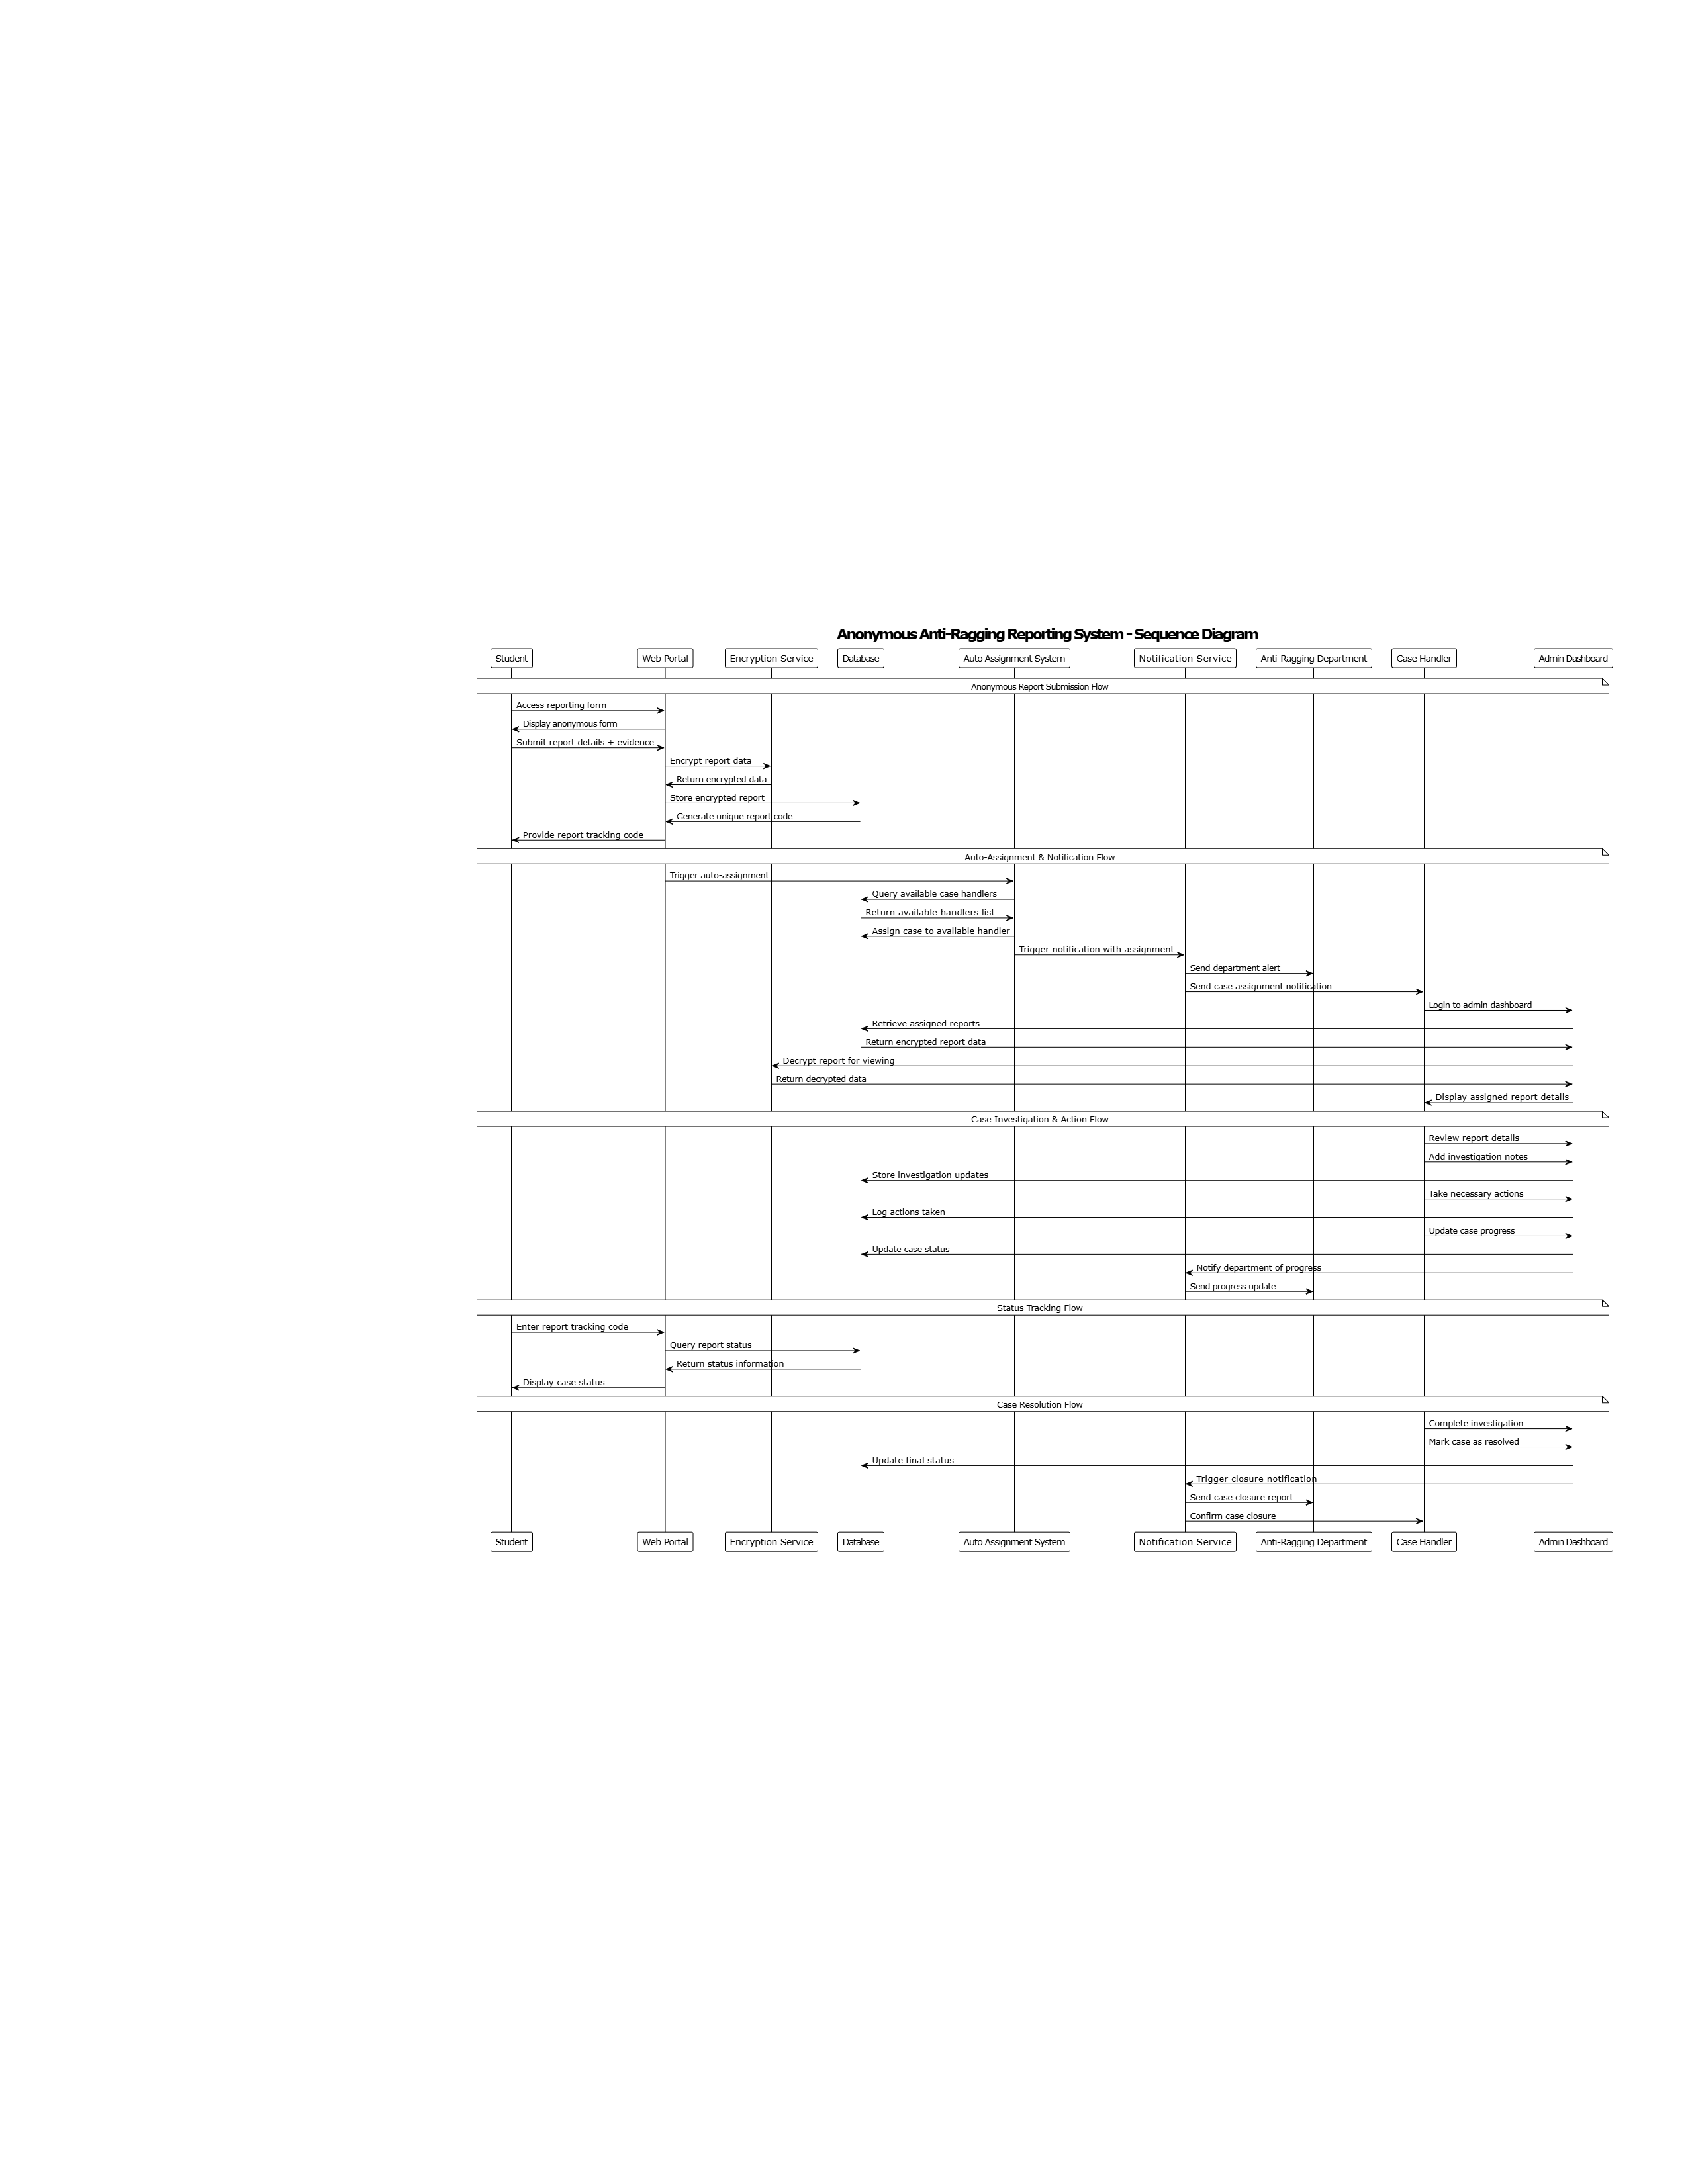 Anonymous Anti-Ragging Reporting System - Sequence Diagram
Student
Web Portal
Encryption Service
Database
Auto Assignment System
Notification Service
Anti-Ragging Department
Case Handler
Admin Dashboard
Anonymous Report Submission Flow
Access reporting form
Display anonymous form
Submit report details + evidence
Encrypt report data
Return encrypted data
Store encrypted report
Generate unique report code
Provide report tracking code
Auto-Assignment & Notification Flow
Trigger auto-assignment
Query available case handlers
Return available handlers list
Assign case to available handler
Trigger notification with assignment
Send department alert
Send case assignment notification
Login to admin dashboard
Retrieve assigned reports
Return encrypted report data
Decrypt report for viewing
Return decrypted data
Display assigned report details
Case Investigation & Action Flow
Review report details
Add investigation notes
Store investigation updates
Take necessary actions
Log actions taken
Update case progress
Update case status
Notify department of progress
Send progress update
Status Tracking Flow
Enter report tracking code
Query report status
Return status information
Display case status
Case Resolution Flow
Complete investigation
Mark case as resolved
Update final status
Trigger closure notification
Send case closure report
Confirm case closure
Student
Web Portal
Encryption Service
Database
Auto Assignment System
Notification Service
Anti-Ragging Department
Case Handler
Admin Dashboard